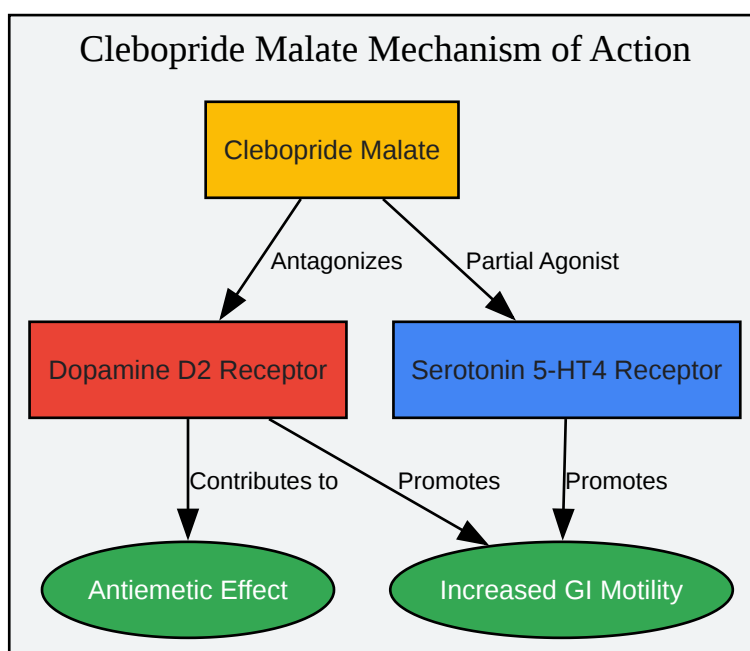 Clebopride Malate Mechanism of Action
Clebopride Malate
Antagonizes
Partial Agonist
Dopamine D2 Receptor
Serotonin 5-HT4 Receptor
Contributes to
Promotes
Promotes
Antiemetic Effect
Increased GI Motility